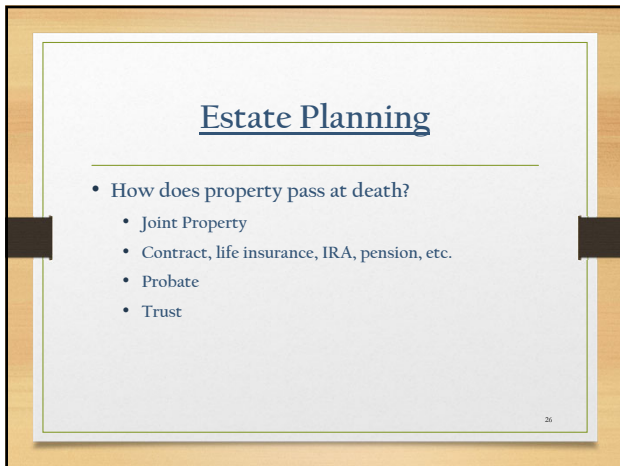 Estate Planning
• How does property pass at death?
• Joint Property
• Contract, life insurance, IRA, pension, etc.
• Probate
• Trust
26